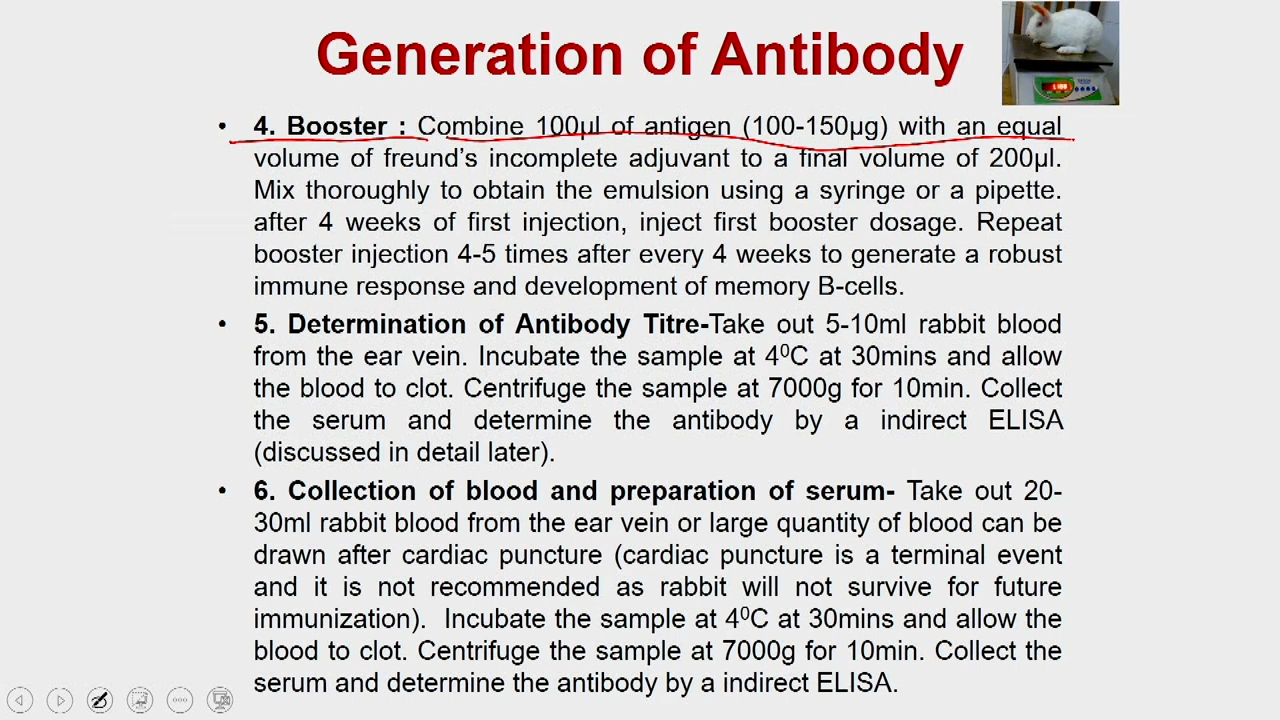 Generation of Antibody
• 4. Booster : Combine 100µl of antigen (100-150µg) with an equal
volume of freund’s incomplete adjuvant to a final volume of 200µl.
Mix thoroughly to obtain the emulsion using a syringe or a pipette.
after 4 weeks of first injection, inject first booster dosage. Repeat
booster injection 4-5 times after every 4 weeks to generate a robust
immune response and development of memory B-cells.
• 5. Determination of Antibody Titre-Take out 5-10ml rabbit blood
from the ear vein. Incubate the sample at 4⁰C at 30mins and allow
the blood to clot. Centrifuge the sample at 7000g for 10min. Collect
the serum and determine the antibody by a indirect ELISA
(discussed in detail later).
• 6. Collection of blood and preparation of serum- Take out 20-
30ml rabbit blood from the ear vein or large quantity of blood can be
drawn after cardiac puncture (cardiac puncture is a terminal event
and it is not recommended as rabbit will not survive for future
immunization). Incubate the sample at 4⁰C at 30mins and allow the
blood to clot. Centrifuge the sample at 7000g for 10min. Collect the
serum and determine the antibody by a indirect ELISA.